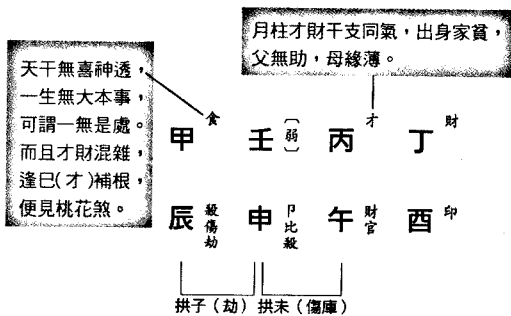 月柱才財干支同氣，出身家貧，
父無助，母緣薄。
天干無喜神透，
一生無大本事，
可謂一無是處。
而且才財混雜，
逢巳(才)補根，
便見桃花煞。
食 〔弱〕 才 財
甲 壬 丙 丁
辰 申 午 酉
殺傷劫 卩比殺 財官 印
拱子(劫) 拱未(傷庫)